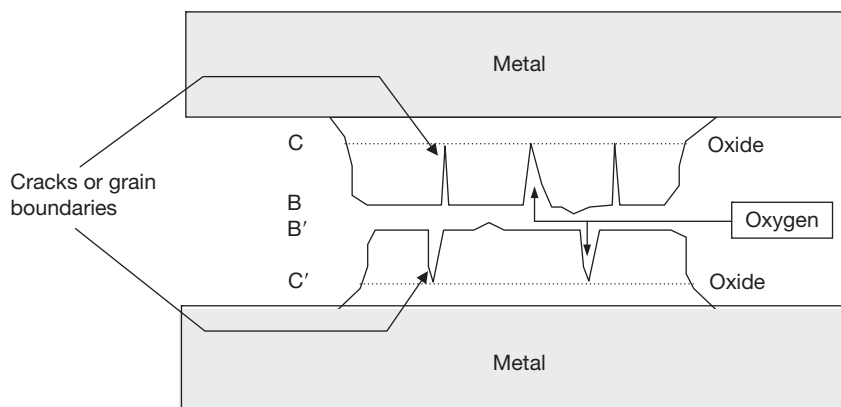 Metal
C
Oxide
Cracks or grain
boundaries
B
B′
Oxygen
C′
Oxide
Metal